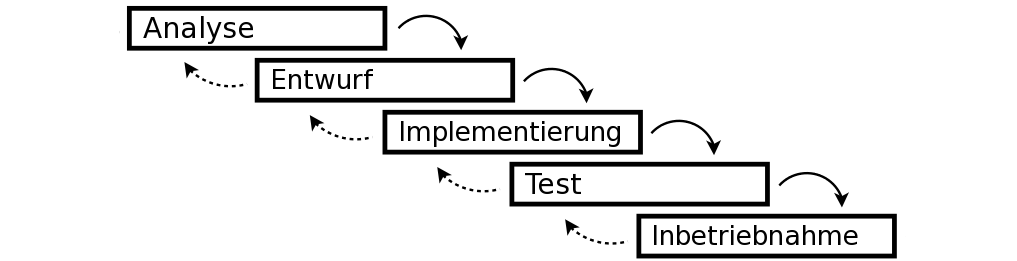 Analyse
Entwurf
Implementierung
Test
Inbetriebnahme